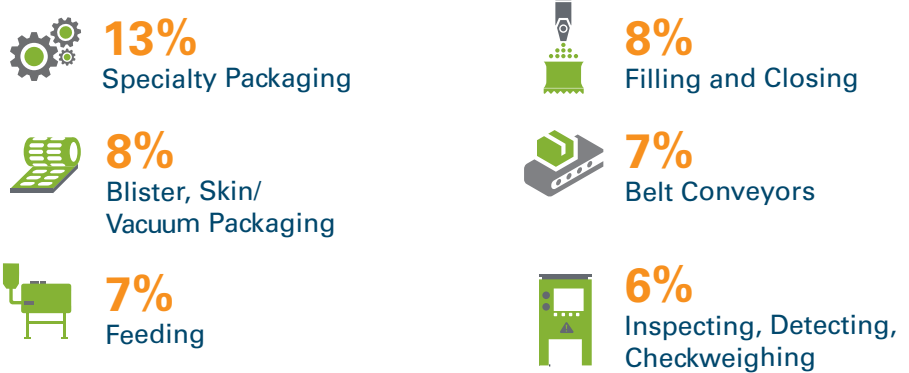 13%
Specialty Packaging
8%
Filling and Closing
8%
Blister, Skin/
Vacuum Packaging
7%
Belt Conveyors
7%
Feeding
6%
Inspecting, Detecting,
Checkweighing